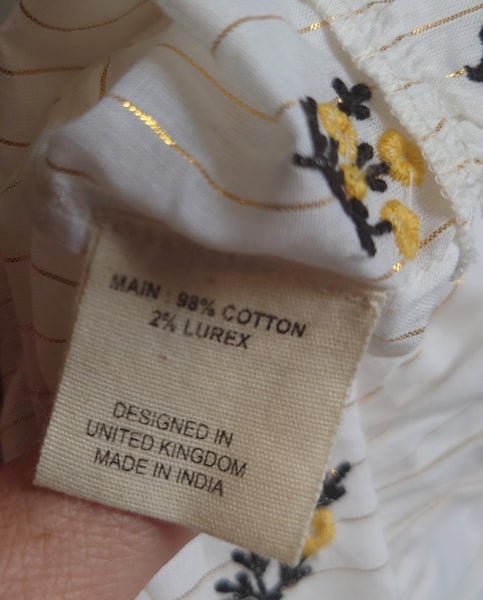 MAIN : 98% COTTON
2% LUREX
DESIGNED IN
UNITED KINGDOM
MADE IN INDIA